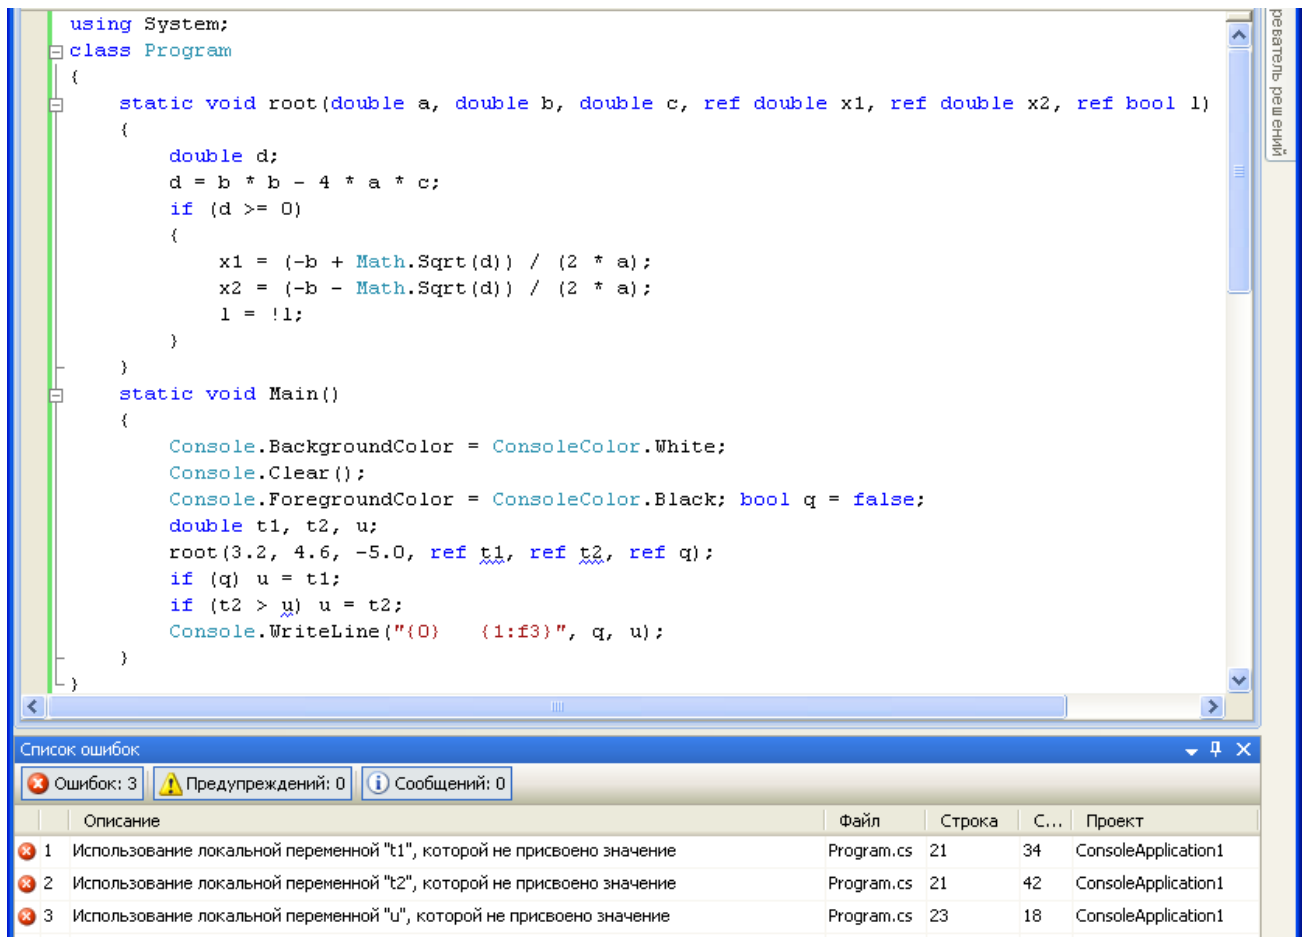 using System;
class Program
{
static void root(double a, double b, double c, ref double x1, ref double x2, ref bool l)
{
double d;
d = b * b - 4 * a * c;
if (d >= 0)
{
x1 = (-b + Math.Sqrt(d)) / (2 * a);
x2 = (-b - Math.Sqrt(d)) / (2 * a);
l = !l;
}
}
static void Main()
{
Console.BackgroundColor = ConsoleColor.White;
Console.Clear();
Console.ForegroundColor = ConsoleColor.Black; bool q = false;
double t1, t2, u;
root(3.2, 4.6, -5.0, ref t1, ref t2, ref q);
if (q) u = t1;
if (t2 > u) u = t2;
Console.WriteLine("{0}   {1:f3}", q, u);
}
}
реватель решений
Список ошибок
Ошибок: 3 Предупреждений: 0 Сообщений: 0
Описание Файл Строка С... Проект
1 Использование локальной переменной "t1", которой не присвоено значение Program.cs 21 34 ConsoleApplication1
2 Использование локальной переменной "t2", которой не присвоено значение Program.cs 21 42 ConsoleApplication1
3 Использование локальной переменной "u", которой не присвоено значение Program.cs 23 18 ConsoleApplication1